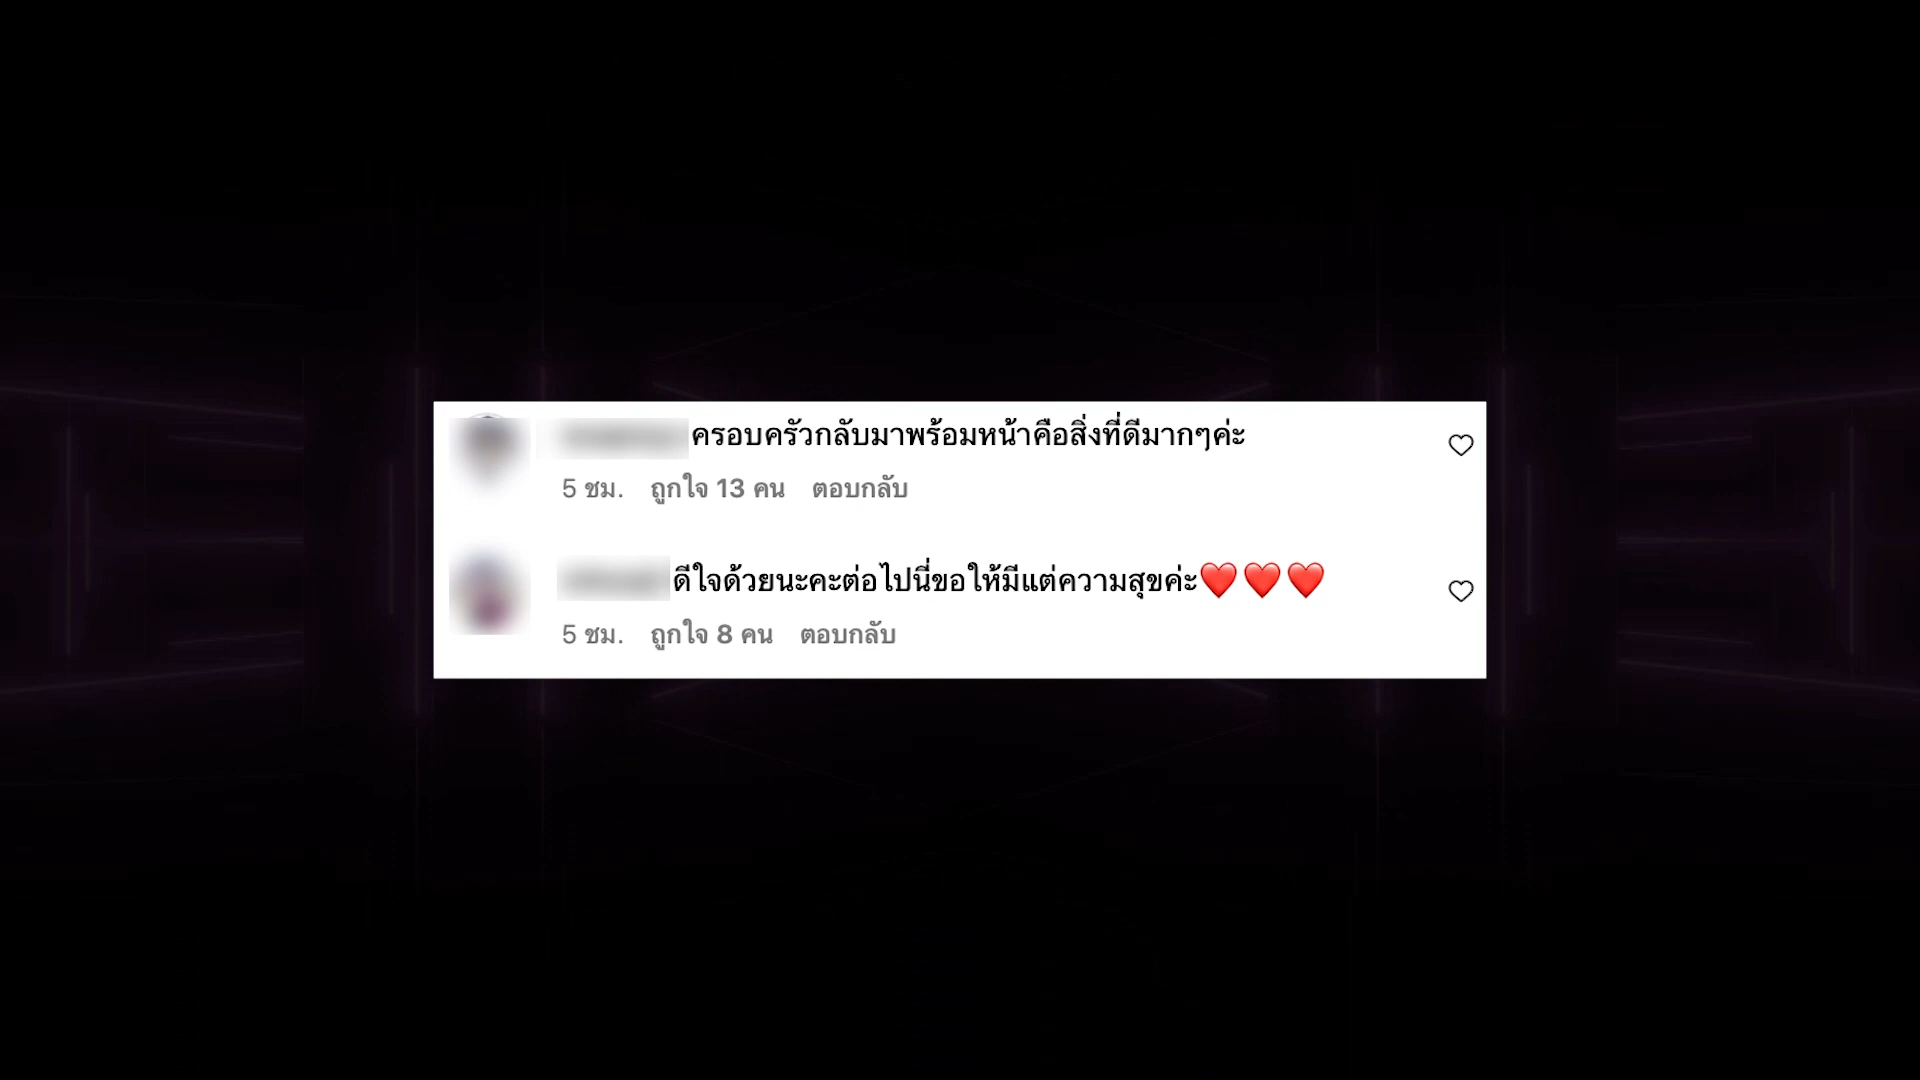 ครอบครัวกลับมาพร้อมหน้าคือสิ่งที่ดีมากๆค่ะ
5 ชม. ถูกใจ 13 คน ตอบกลับ
ดีใจด้วยนะคะต่อไปนี่ขอให้มีแต่ความสุขค่ะ❤️❤️❤️
5 ชม. ถูกใจ 8 คน ตอบกลับ